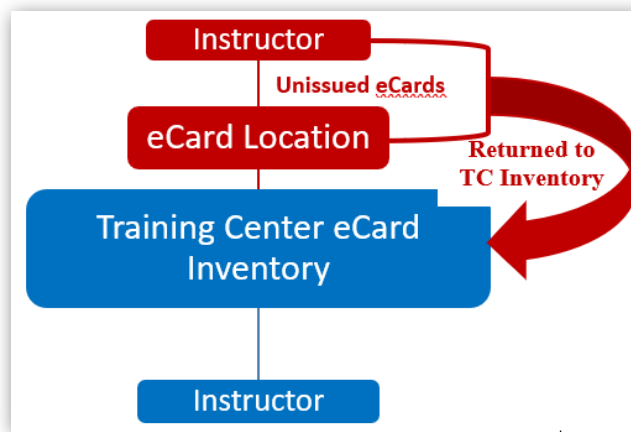 Instructor
Unissued eCards
eCard Location
Returned to
TC Inventory
Training Center eCard
Inventory
Instructor